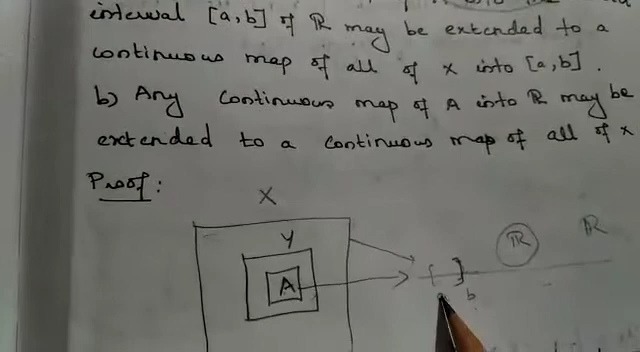 interval [a,b] of ℝ may be extended to a
continuous map of all of X into [a,b].
b) Any continuous map of A into ℝ may be
extended to a continuous map of all of X
Proof:
X
Y
A
[ ]
a b
ℝ
ℝ